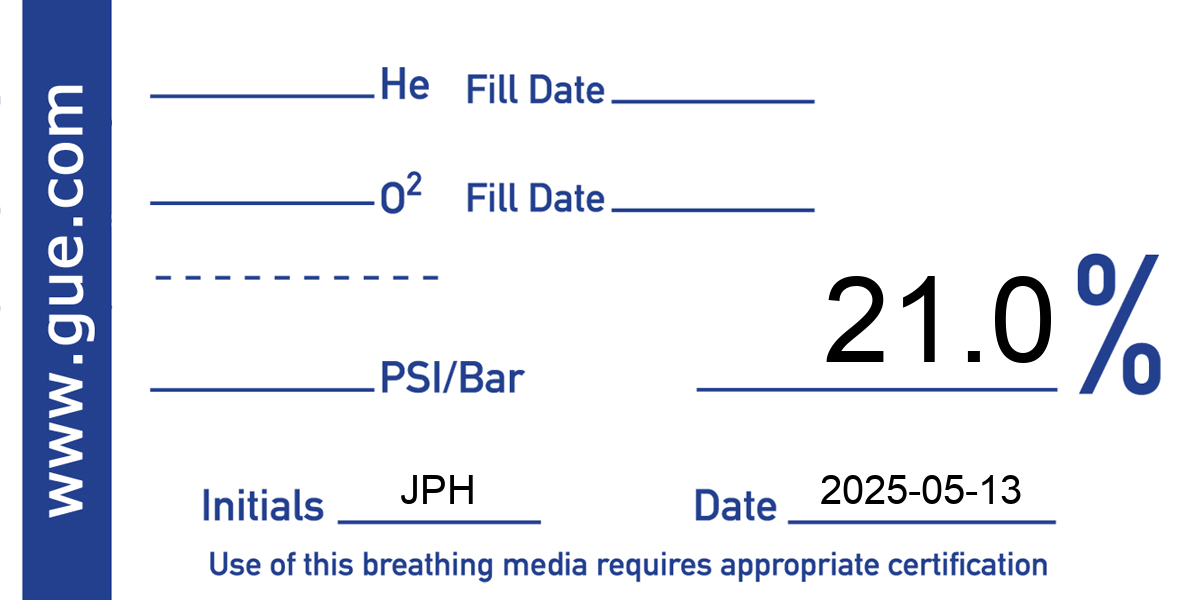 www.gue.com
He Fill Date
O² Fill Date
21.0 %
PSI/Bar
Initials JPH Date 2025-05-13
Use of this breathing media requires appropriate certification